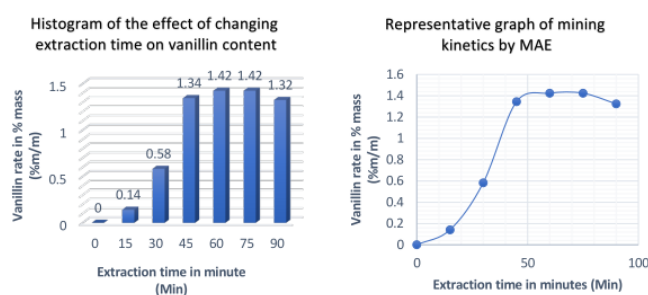 Histogram of the effect of changing
extraction time on vanillin content
Vanillin rate in % mass
(%m/m)
1.5
1
0.5
0
0
0.14
0.58
1.34
1.42
1.42
1.32
0 15 30 45 60 75 90
Extraction time in minute
(Min)
Representative graph of mining
kinetics by MAE
Vanillin rate in % mass
(%m/m)
1.6
1.4
1.2
1
0.8
0.6
0.4
0.2
0
0 50 100
Extraction time in minutes (Min)